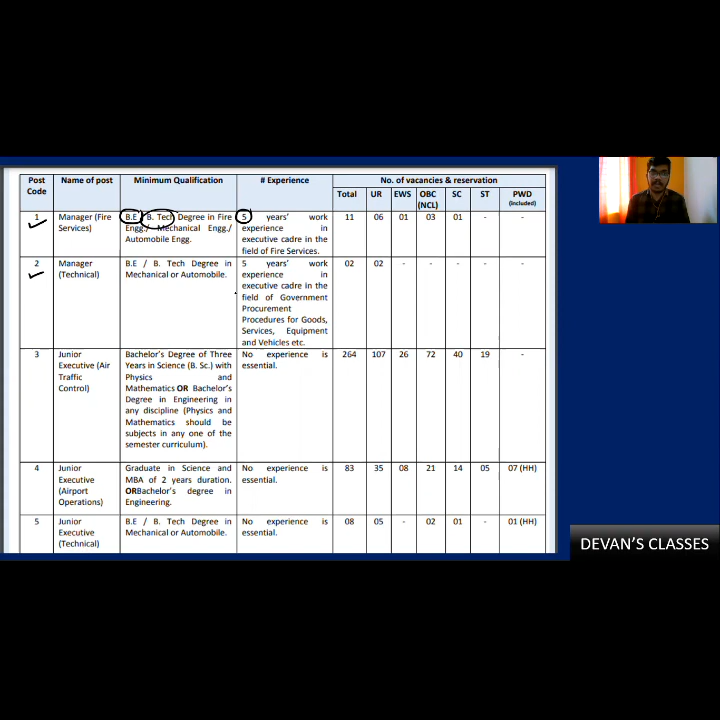 Post Code Name of post Minimum Qualification # Experience No. of vacancies & reservation
Total UR EWS OBC (NCL) SC ST PWD (included)
1 Manager (Fire B.E / B. Tech Degree in Fire 5 years' work 11 06 01 03 01 - -
Services) Engg./ Mechanical Engg./ experience in
Automobile Engg. executive cadre in the
field of Fire Services.
2 Manager B.E / B. Tech Degree in 5 years' work 02 02 - - - - -
(Technical) Mechanical or Automobile. experience in
executive cadre in the
field of Government
Procurement
Procedures for Goods,
Services, Equipment
and Vehicles etc.
3 Junior Bachelor's Degree of Three No experience is 264 107 26 72 40 19 -
Executive (Air Years in Science (B. Sc.) with essential.
Traffic Physics and
Control) Mathematics OR Bachelor's
Degree in Engineering in
any discipline (Physics and
Mathematics should be
subjects in any one of the
semester curriculum).
4 Junior Graduate in Science and No experience is 83 35 08 21 14 05 07 (HH)
Executive MBA of 2 years duration. essential.
(Airport ORBachelor's degree in
Operations) Engineering.
5 Junior B.E / B. Tech Degree in No experience is 08 05 - 02 01 - 01 (HH)
Executive Mechanical or Automobile. essential.
(Technical)
DEVAN'S CLASSES